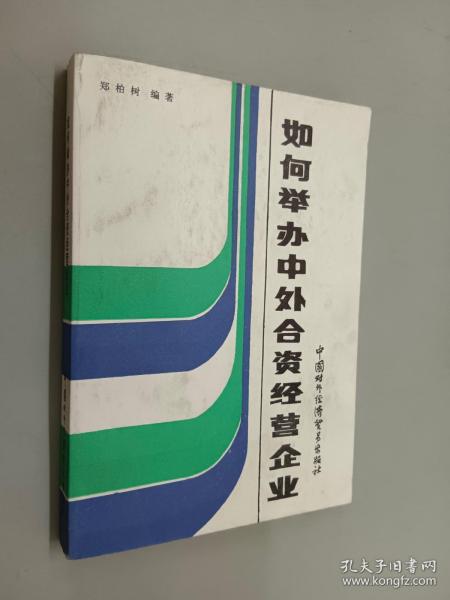 郑柏树 编著
如何举办中外合资经营企业
中国对外经济贸易出版社
孔夫子旧书网
www.kongfz.com